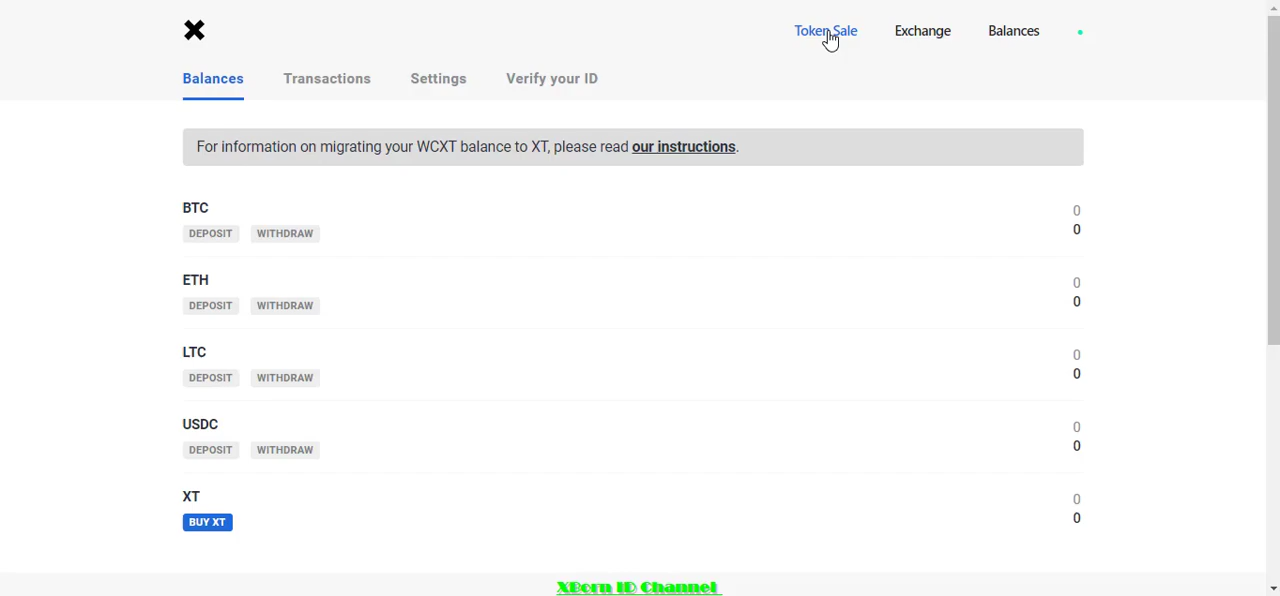 Token Sale Exchange Balances
Balances Transactions Settings Verify your ID
For information on migrating your WCXT balance to XT, please read our instructions.
BTC
0
DEPOSIT WITHDRAW
0
ETH
0
DEPOSIT WITHDRAW
0
LTC
0
DEPOSIT WITHDRAW
0
USDC
0
DEPOSIT WITHDRAW
0
XT
0
BUY XT
0
XBorn ID Channel